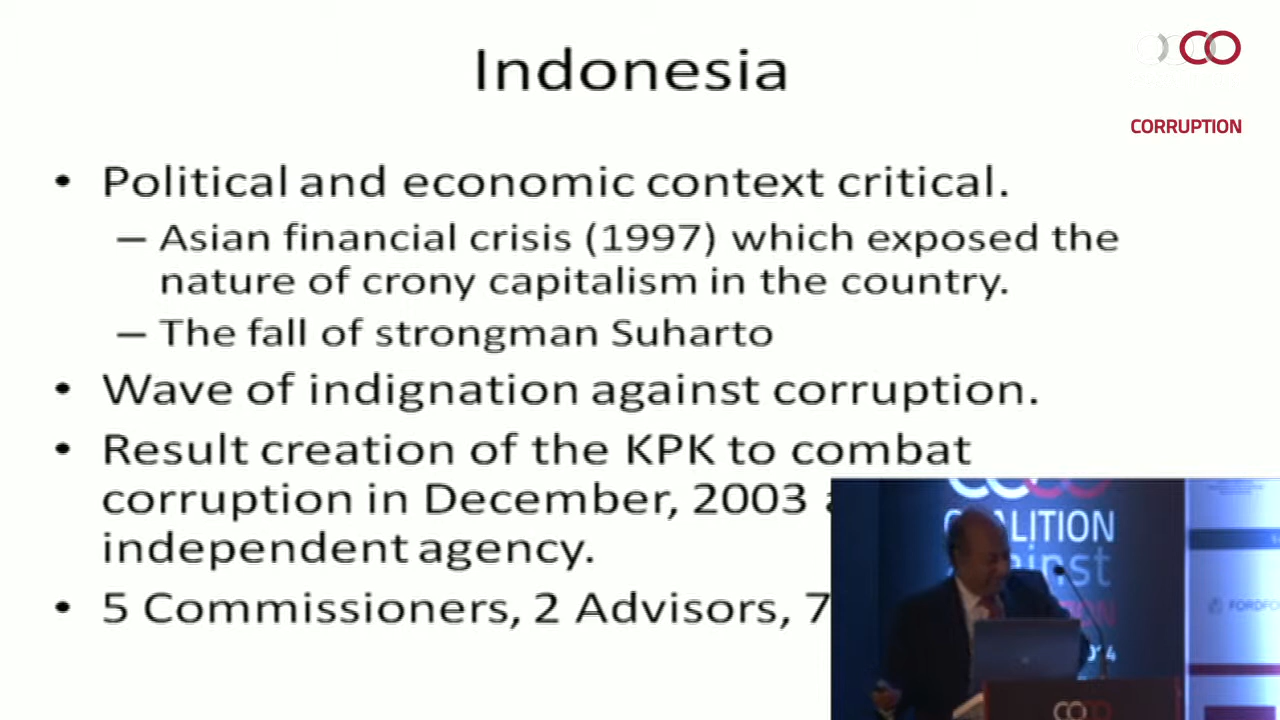 Indonesia
CORRUPTION
• Political and economic context critical.
– Asian financial crisis (1997) which exposed the
nature of crony capitalism in the country.
– The fall of strongman Suharto
• Wave of indignation against corruption.
• Result creation of the KPK to combat
corruption in December, 2003
independent agency.
• 5 Commissioners, 2 Advisors, 7